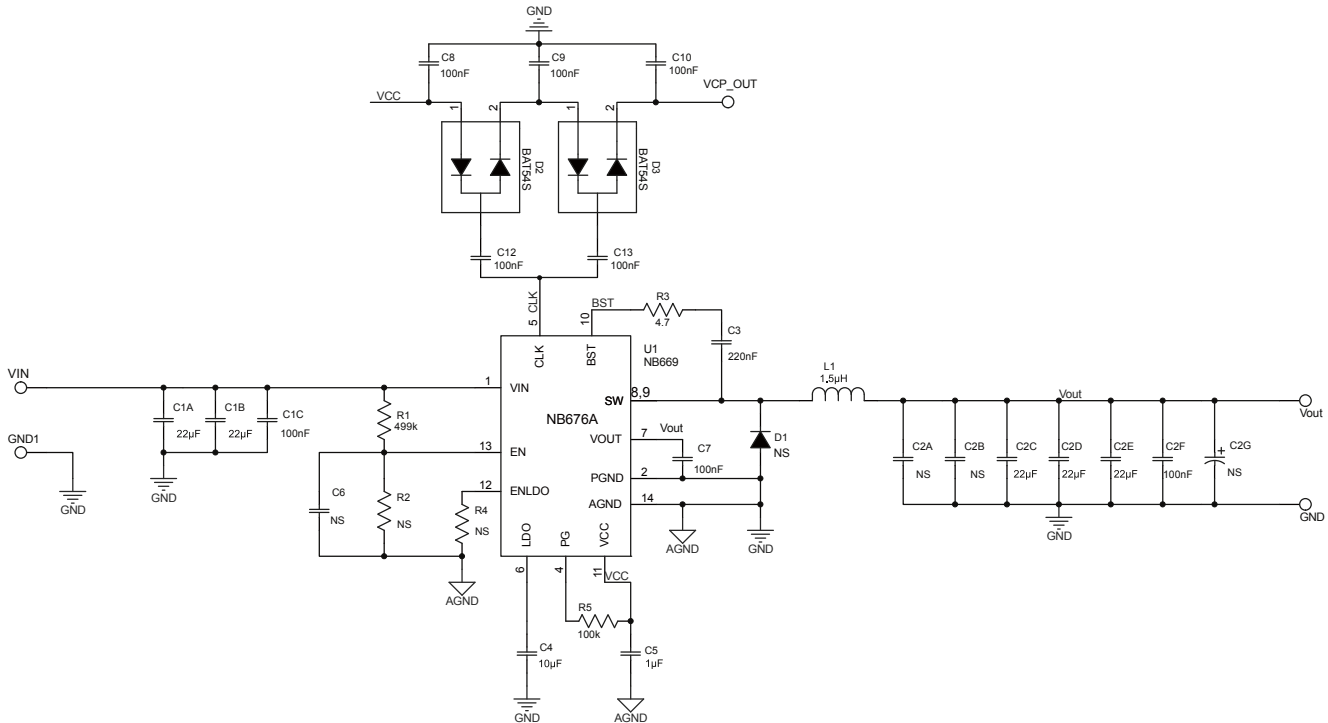 GND
C8
100nF
C9
100nF
C10
100nF
VCC
VCP_OUT
1
2
1
2
D2
BAT54S
D3
BAT54S
C12
100nF
C13
100nF
CLK
5
BST
10
R3
4.7
C3
220nF
CLK
BST
U1
NB669
L1
1.5µH
VIN
1
VIN
SW
8,9
Vout
Vout
C1A
22µF
C1B
22µF
C1C
100nF
R1
499k
NB676A
VOUT
7
Vout
C7
100nF
D1
NS
GND1
GND
GND
13
EN
PGND
2
C2A
NS
C2B
NS
C2C
22µF
C2D
22µF
C2E
22µF
C2F
100nF
+
C2G
NS
C6
NS
R2
NS
12
ENLDO
R4
NS
AGND
14
LDO
PG
VCC
AGND
GND
GND
GND
AGND
6
4
11
VCC
R5
100k
C4
10µF
C5
1µF
GND
AGND